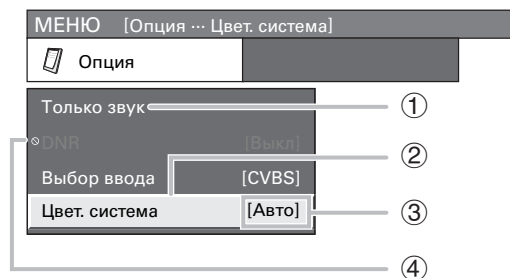 МЕНЮ [Опция ··· Цвет. система]
Опция
Только звук ①
DNR [Выкл]
②
Выбор ввода [CVBS]
Цвет. система [Авто] ③
④